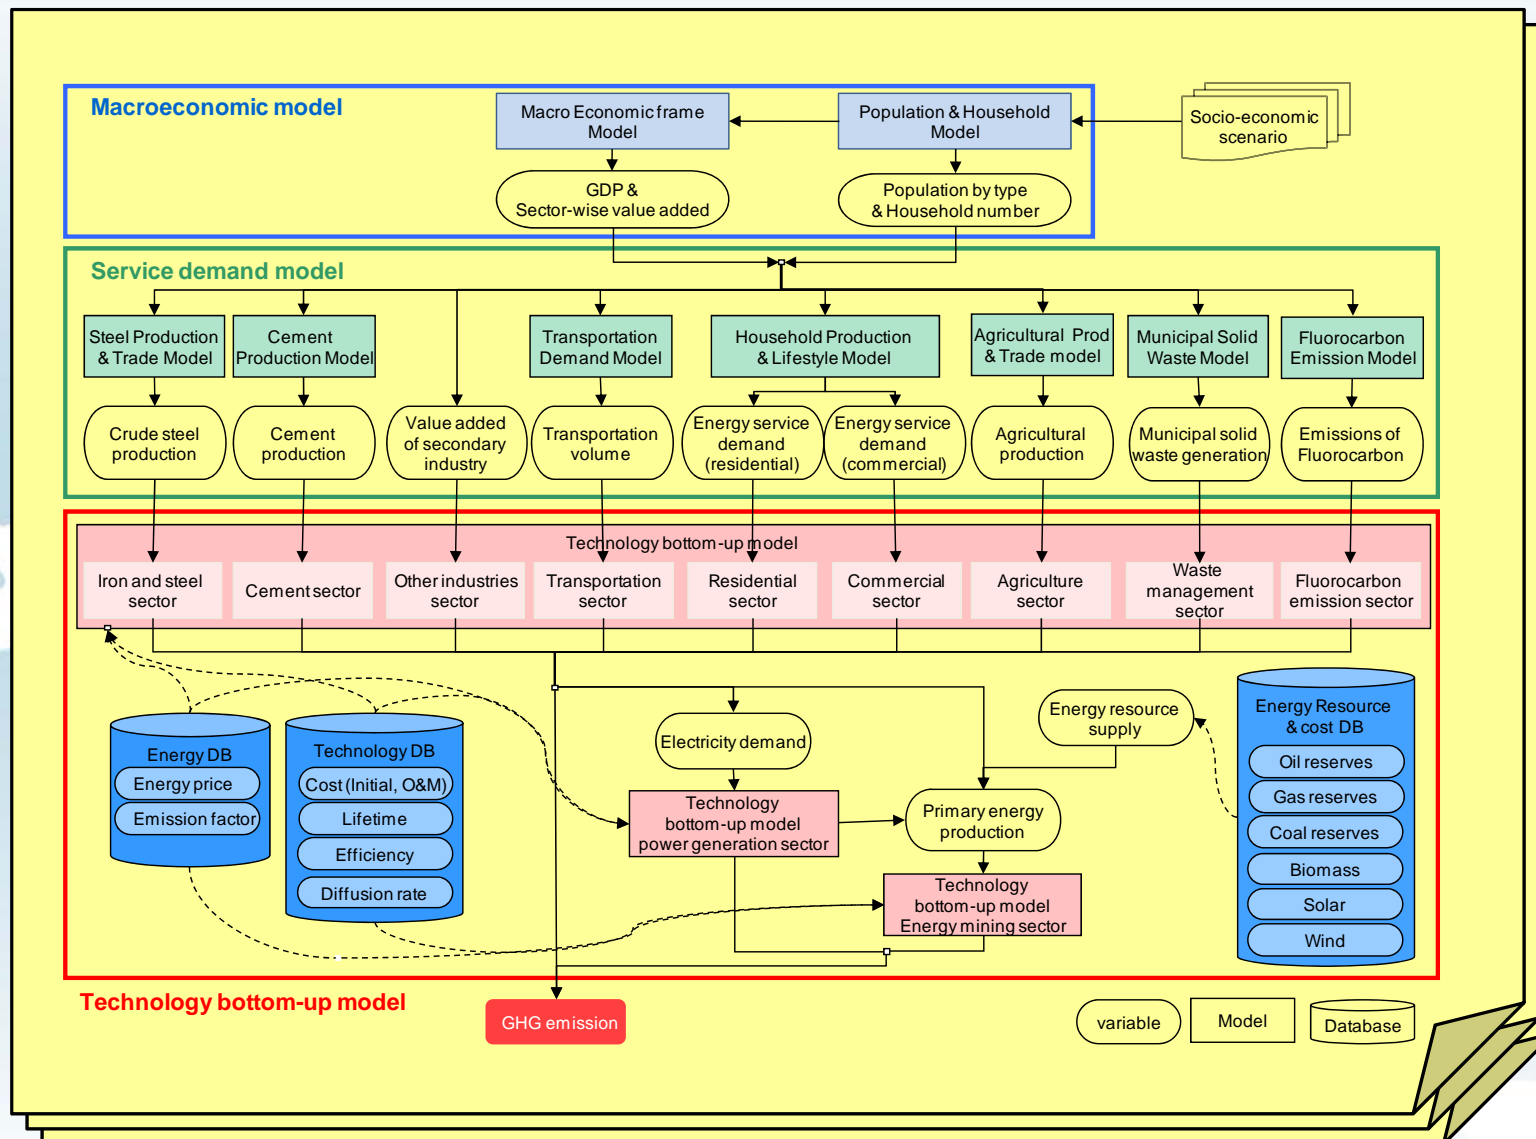 Macroeconomic model
Macro Economic frame
Model
Population & Household
Model
Socio-economic
scenario
GDP &
Sector-wise value added
Population by type
& Household number
Service demand model
Steel Production
& Trade Model
Cement
Production Model
Transportation
Demand Model
Household Production
& Lifestyle Model
Agricultural Prod
& Trade model
Municipal Solid
Waste Model
Fluorocarbon
Emission Model
Crude steel
production
Cement
production
Value added
of secondary
industry
Transportation
volume
Energy service
demand
(residential)
Energy service
demand
(commercial)
Agricultural
production
Municipal solid
waste generation
Emissions of
Fluorocarbon
Technology bottom-up model
Iron and steel
sector
Cement sector
Other industries
sector
Transportation
sector
Residential
sector
Commercial
sector
Agriculture
sector
Waste
management
sector
Fluorocarbon
emission sector
Energy DB
Energy price
Emission factor
Technology DB
Cost (Initial, O&M)
Lifetime
Efficiency
Diffusion rate
Electricity demand
Technology
bottom-up model
power generation sector
Energy resource
supply
Primary energy
production
Technology
bottom-up model
Energy mining sector
Energy Resource
& cost DB
Oil reserves
Gas reserves
Coal reserves
Biomass
Solar
Wind
Technology bottom-up model
GHG emission
variable
Model
Database